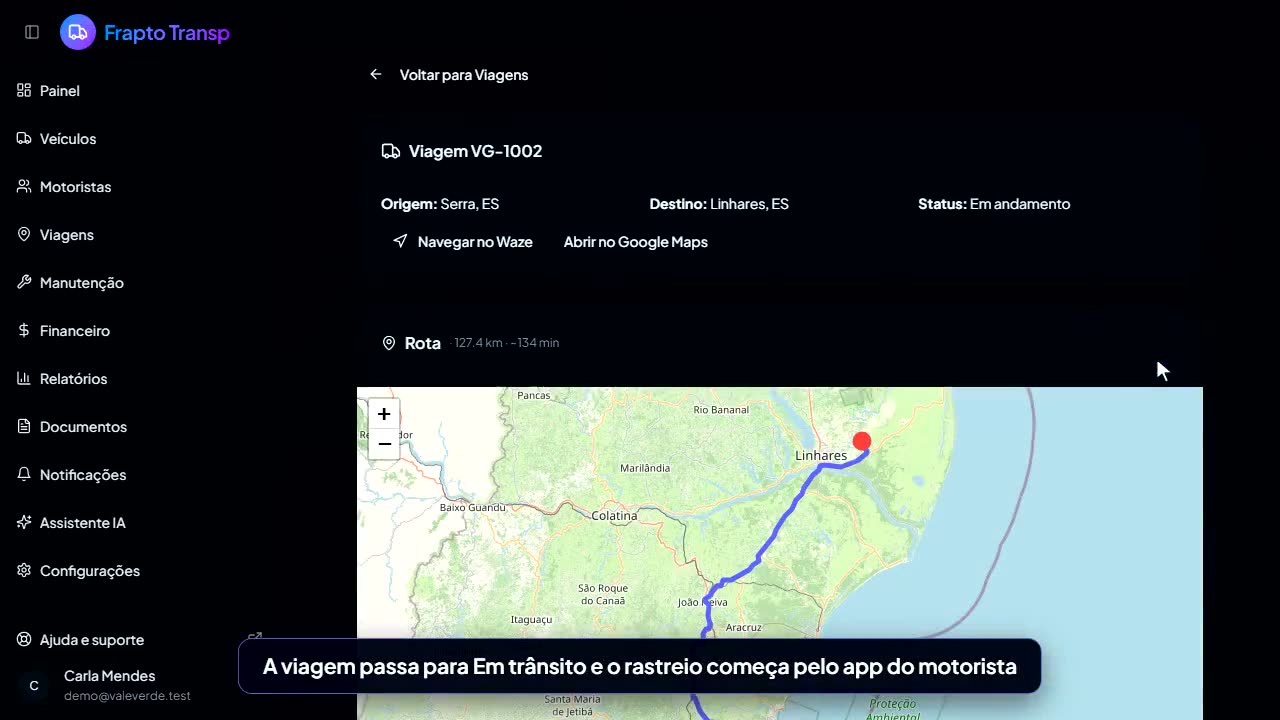 Frapto Transp
Painel
Veículos
Motoristas
Viagens
Manutenção
Financeiro
Relatórios
Documentos
Notificações
Assistente IA
Configurações
Ajuda e suporte
C
Carla Mendes
demo@valeverde.test
Voltar para Viagens
Viagem VG-1002
Origem: Serra, ES
Destino: Linhares, ES
Status: Em andamento
Navegar no Waze
Abrir no Google Maps
Rota · 127.4 km · ~134 min
+
−
Pancas
Rio Bananal
Linhares
Marilândia
Baixo Guandu
Colatina
São Roque
do Canaã
João Neiva
Itaguaçu
Aracruz
Santa Maria
de Jetibá
Proteção
Ambiental
A viagem passa para Em trânsito e o rastreio começa pelo app do motorista